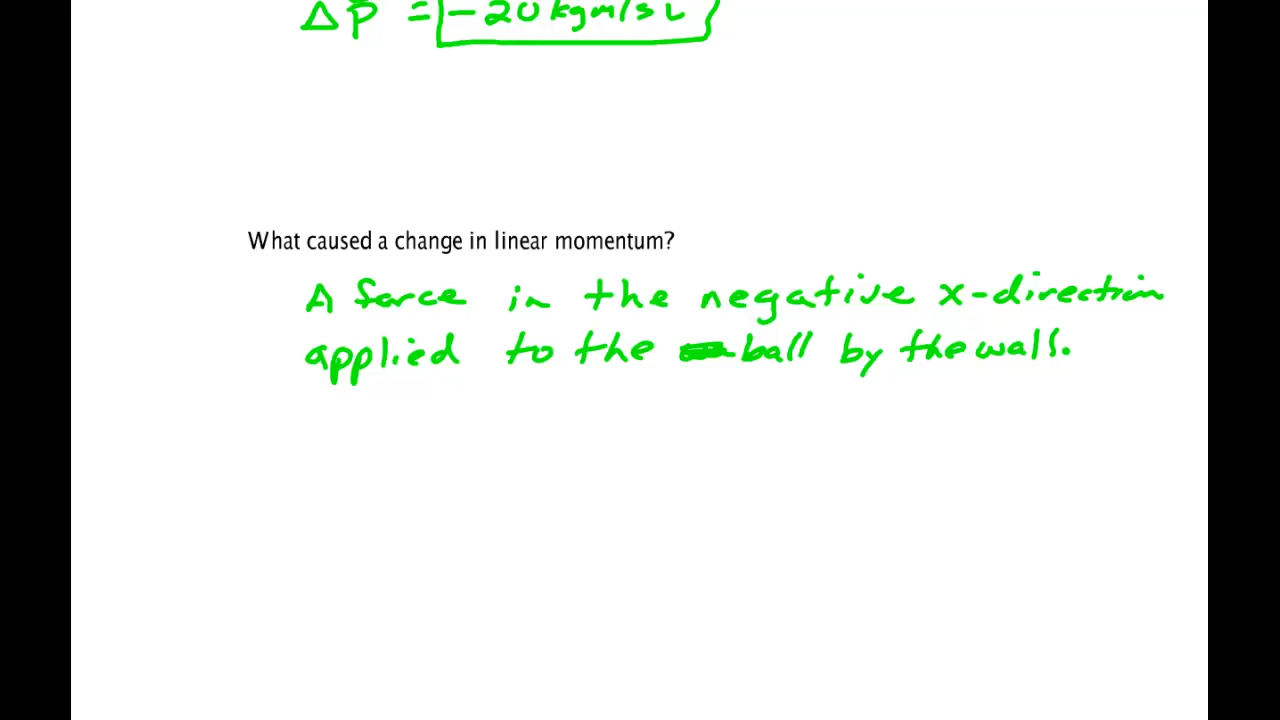 Δp̄ = -20 kgm/s î
What caused a change in linear momentum?
A force in the negative x-direction
applied to the ball by the wall.